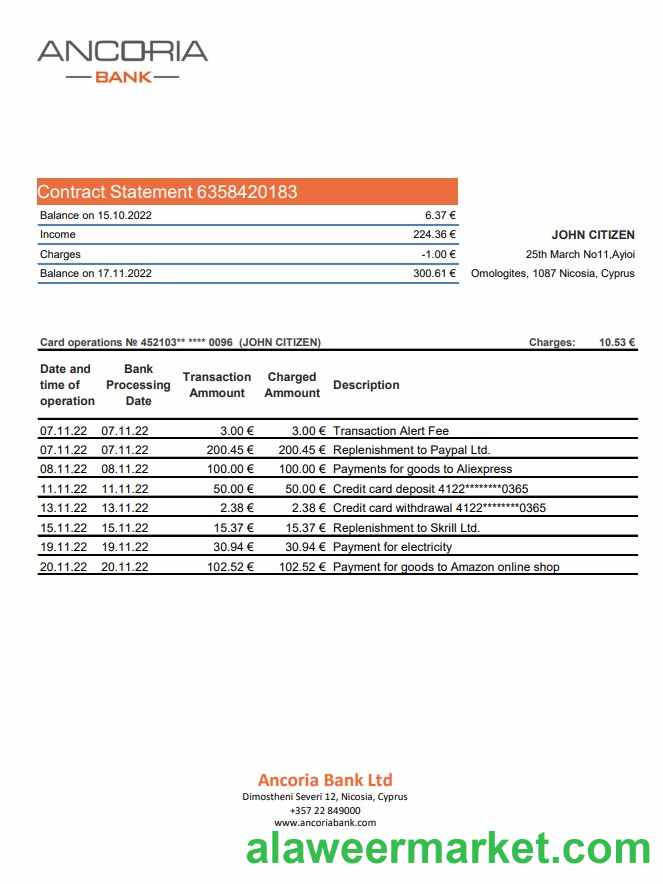 ANCORIA
BANK
Contract Statement 6358420183
Balance on 15.10.2022 6.37 €
Income 224.36 €
Charges -1.00 €
Balance on 17.11.2022 300.61 €
JOHN CITIZEN
25th March No11,Ayioi
Omologites, 1087 Nicosia, Cyprus
Card operations № 452103** **** 0096 (JOHN CITIZEN) Charges: 10.53 €
Date and time of operation Bank Processing Date Transaction Ammount Charged Ammount Description
07.11.22 07.11.22 3.00 € 3.00 € Transaction Alert Fee
07.11.22 07.11.22 200.45 € 200.45 € Replenishment to Paypal Ltd.
08.11.22 08.11.22 100.00 € 100.00 € Payments for goods to Aliexpress
11.11.22 11.11.22 50.00 € 50.00 € Credit card deposit 4122********0365
13.11.22 13.11.22 2.38 € 2.38 € Credit card withdrawal 4122********0365
15.11.22 15.11.22 15.37 € 15.37 € Replenishment to Skrill Ltd.
19.11.22 19.11.22 30.94 € 30.94 € Payment for electricity
20.11.22 20.11.22 102.52 € 102.52 € Payment for goods to Amazon online shop
Ancoria Bank Ltd
Dimostheni Severi 12, Nicosia, Cyprus
+357 22 849000
www.ancoriabank.com
alaweermarket.com